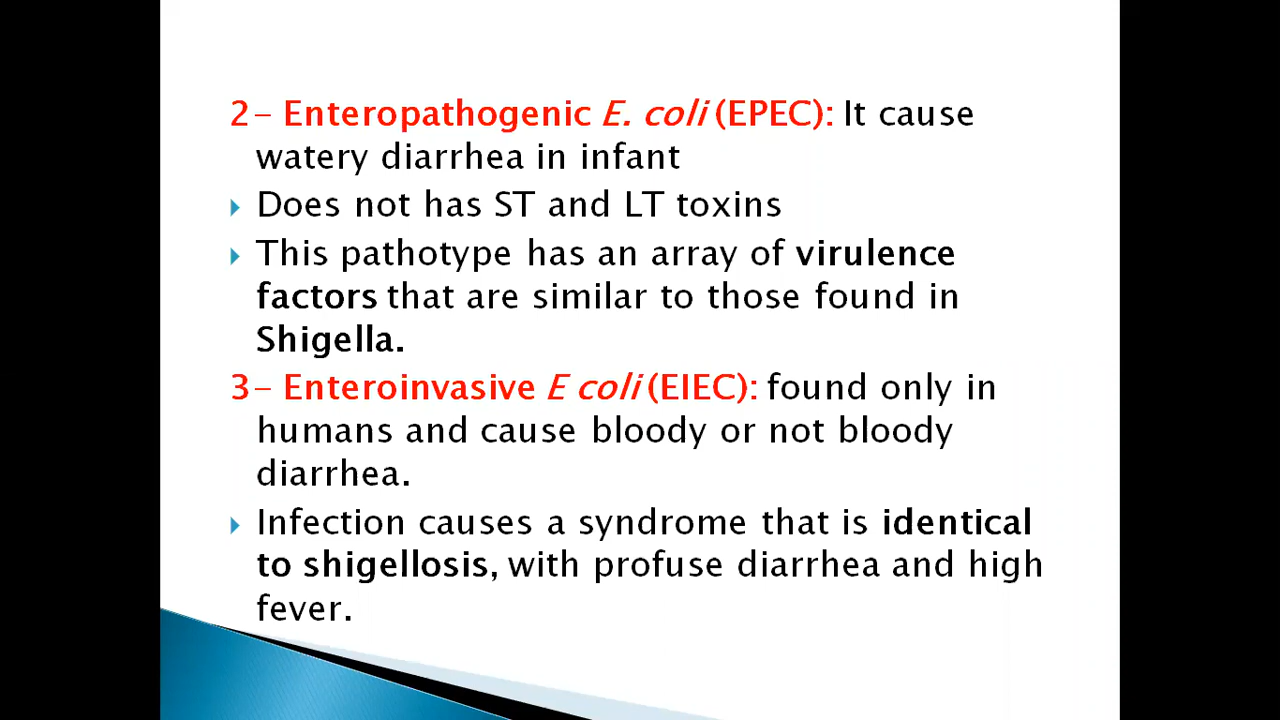 2- Enteropathogenic E. coli (EPEC): It cause
watery diarrhea in infant
Does not has ST and LT toxins
This pathotype has an array of virulence
factors that are similar to those found in
Shigella.
3- Enteroinvasive E coli (EIEC): found only in
humans and cause bloody or not bloody
diarrhea.
Infection causes a syndrome that is identical
to shigellosis, with profuse diarrhea and high
fever.